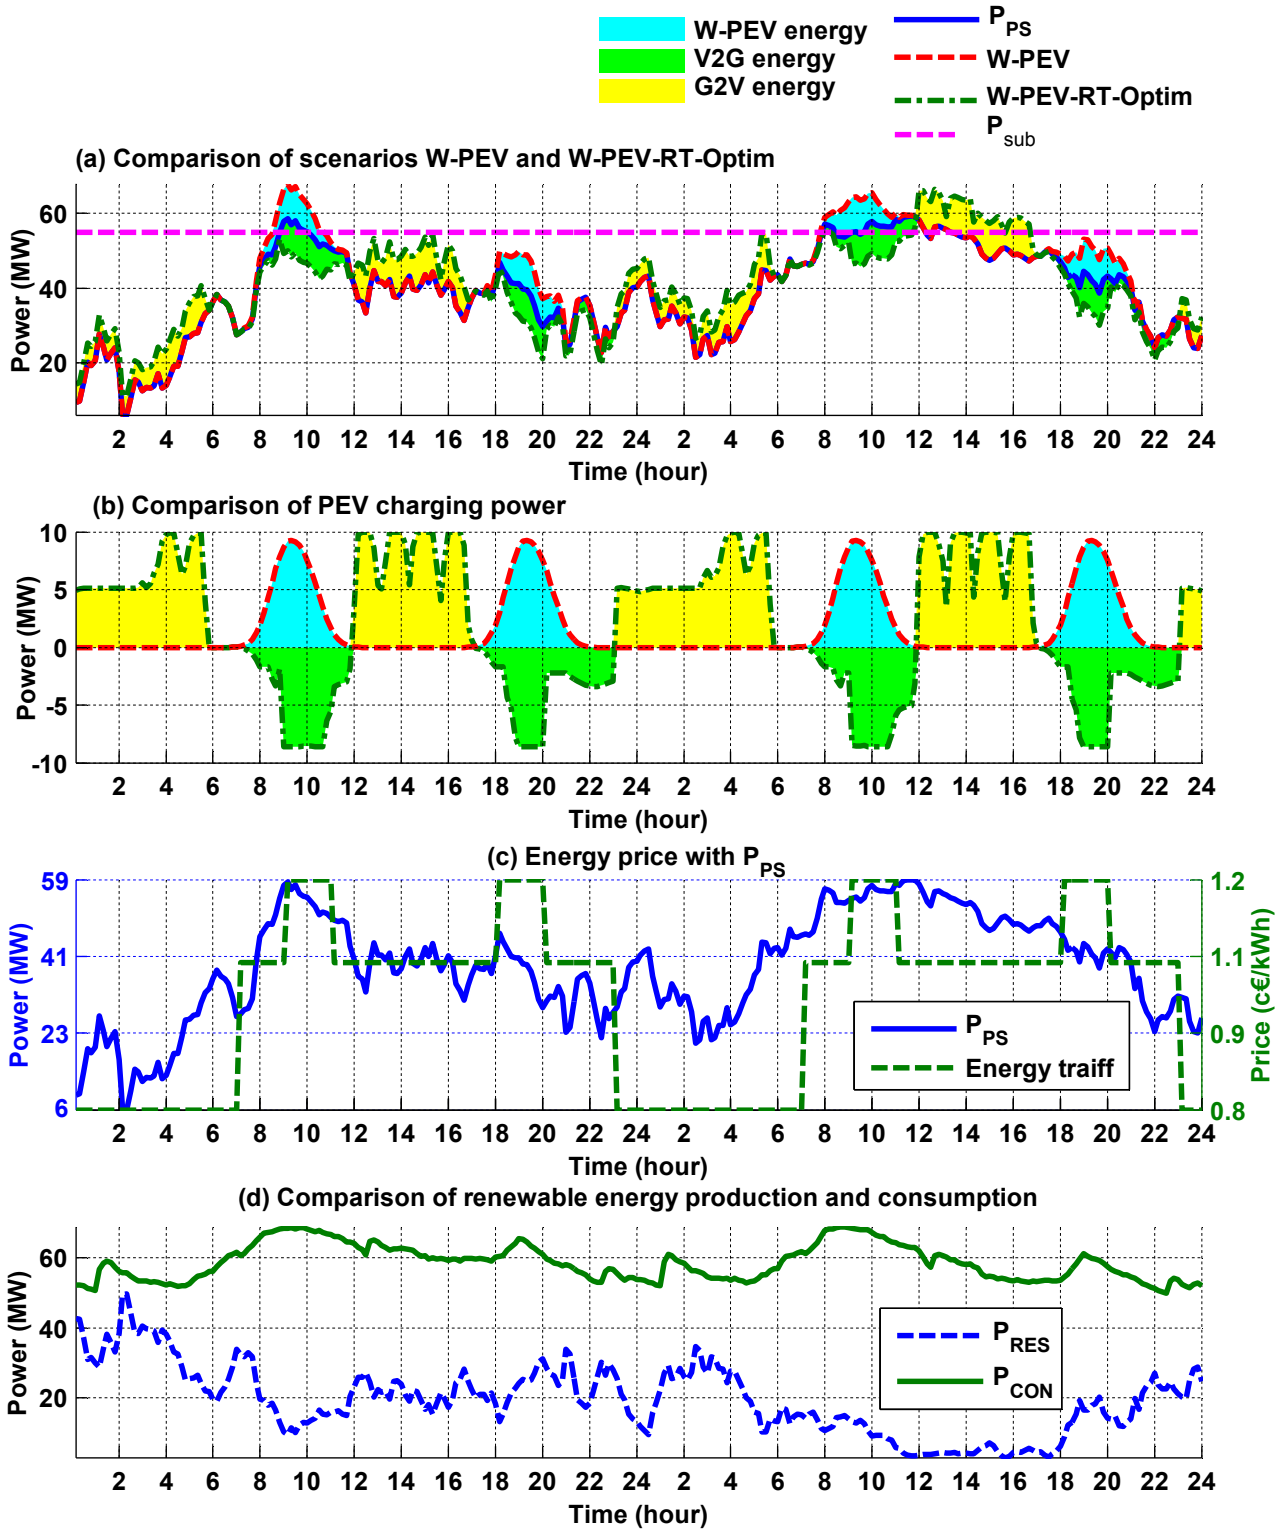 W-PEV energy
V2G energy
G2V energy
P_PS
W-PEV
W-PEV-RT-Optim
P_sub
(a) Comparison of scenarios W-PEV and W-PEV-RT-Optim
Power (MW)
60
40
20
2 4 6 8 10 12 14 16 18 20 22 24 2 4 6 8 10 12 14 16 18 20 22 24
Time (hour)
(b) Comparison of PEV charging power
Power (MW)
10
5
0
-5
-10
2 4 6 8 10 12 14 16 18 20 22 24 2 4 6 8 10 12 14 16 18 20 22 24
Time (hour)
(c) Energy price with P_PS
Power (MW)
59
41
23
6
1.2
1.1
0.9
0.8
Price (c€/kWh)
P_PS
Energy traiff
2 4 6 8 10 12 14 16 18 20 22 24 2 4 6 8 10 12 14 16 18 20 22 24
Time (hour)
(d) Comparison of renewable energy production and consumption
Power (MW)
60
40
20
P_RES
P_CON
2 4 6 8 10 12 14 16 18 20 22 24 2 4 6 8 10 12 14 16 18 20 22 24
Time (hour)